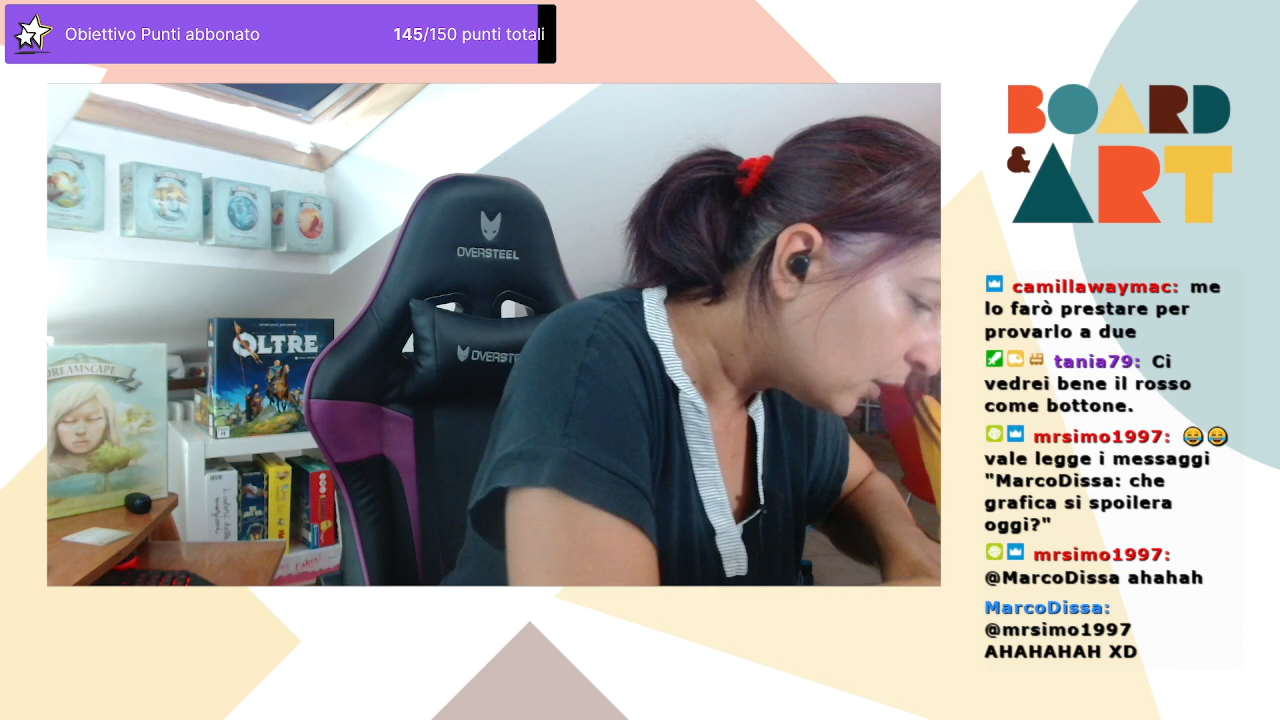 Obiettivo Punti abbonato
145/150 punti totali
BOARD
& ART
OVERSTEEL
OVERSTE
OLTRE
DREAMSCAPE
camillawaymac: me
lo farò prestare per
provarlo a due
tania79: Ci
vedrei bene il rosso
come bottone.
mrsimo1997: 😂😂
vale legge i messaggi
"MarcoDissa: che
grafica si spoilera
oggi?"
mrsimo1997:
@MarcoDissa ahahah
MarcoDissa:
@mrsimo1997
AHAHAHAH XD